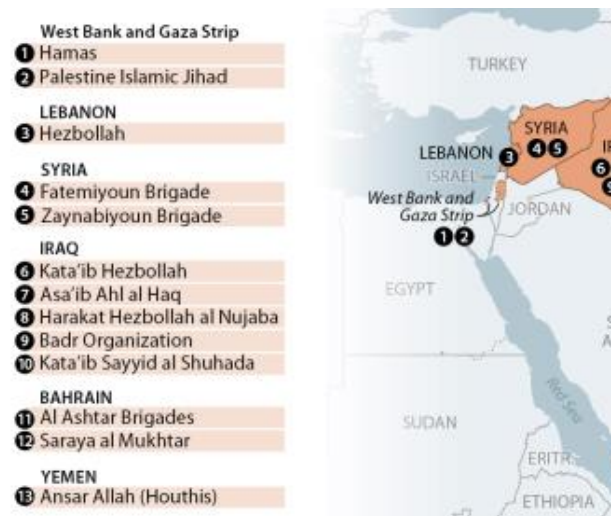 West Bank and Gaza Strip
1 Hamas
2 Palestine Islamic Jihad
LEBANON
3 Hezbollah
SYRIA
4 Fatemiyoun Brigade
5 Zaynabiyoun Brigade
IRAQ
6 Kata'ib Hezbollah
7 Asa'ib Ahl al Haq
8 Harakat Hezbollah al Nujaba
9 Badr Organization
10 Kata'ib Sayyid al Shuhada
BAHRAIN
11 Al Ashtar Brigades
12 Saraya al Mukhtar
YEMEN
13 Ansar Allah (Houthis)
TURKEY
SYRIA
4 5
LEBANON 3
6
ISRAEL
West Bank and
Gaza Strip
JORDAN
1 2
EGYPT
Red Sea
SUDAN
ERITR
ETHIOPIA